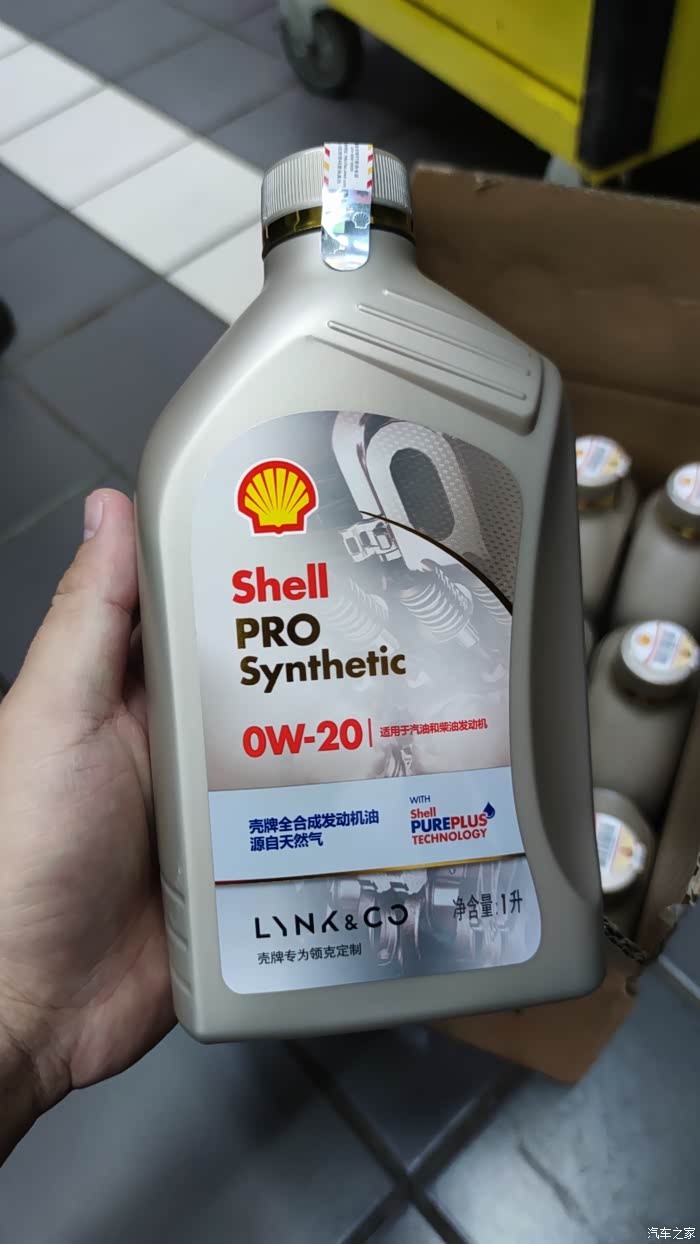 Shell
PRO
Synthetic
0W-20
适用于汽油和柴油发动机
壳牌全合成发动机油
源自天然气
WITH
Shell
PUREPLUS
TECHNOLOGY
LYNK & CO
净含量:1升
壳牌专为领克定制
汽车之家